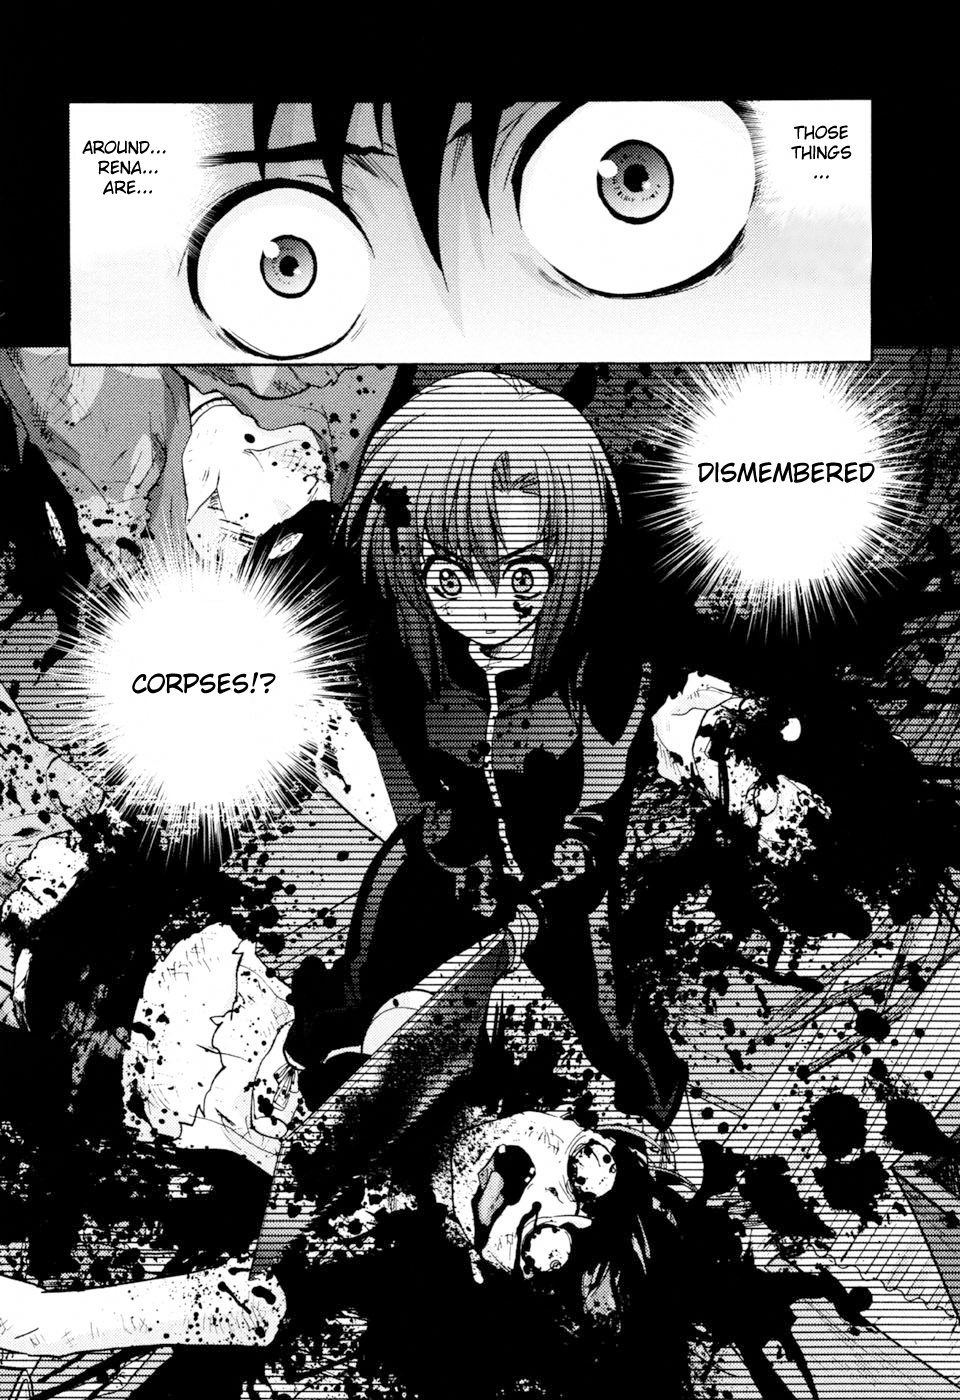 THOSE
THINGS
...
AROUND...
RENA...
ARE...
DISMEMBERED
CORPSES!?